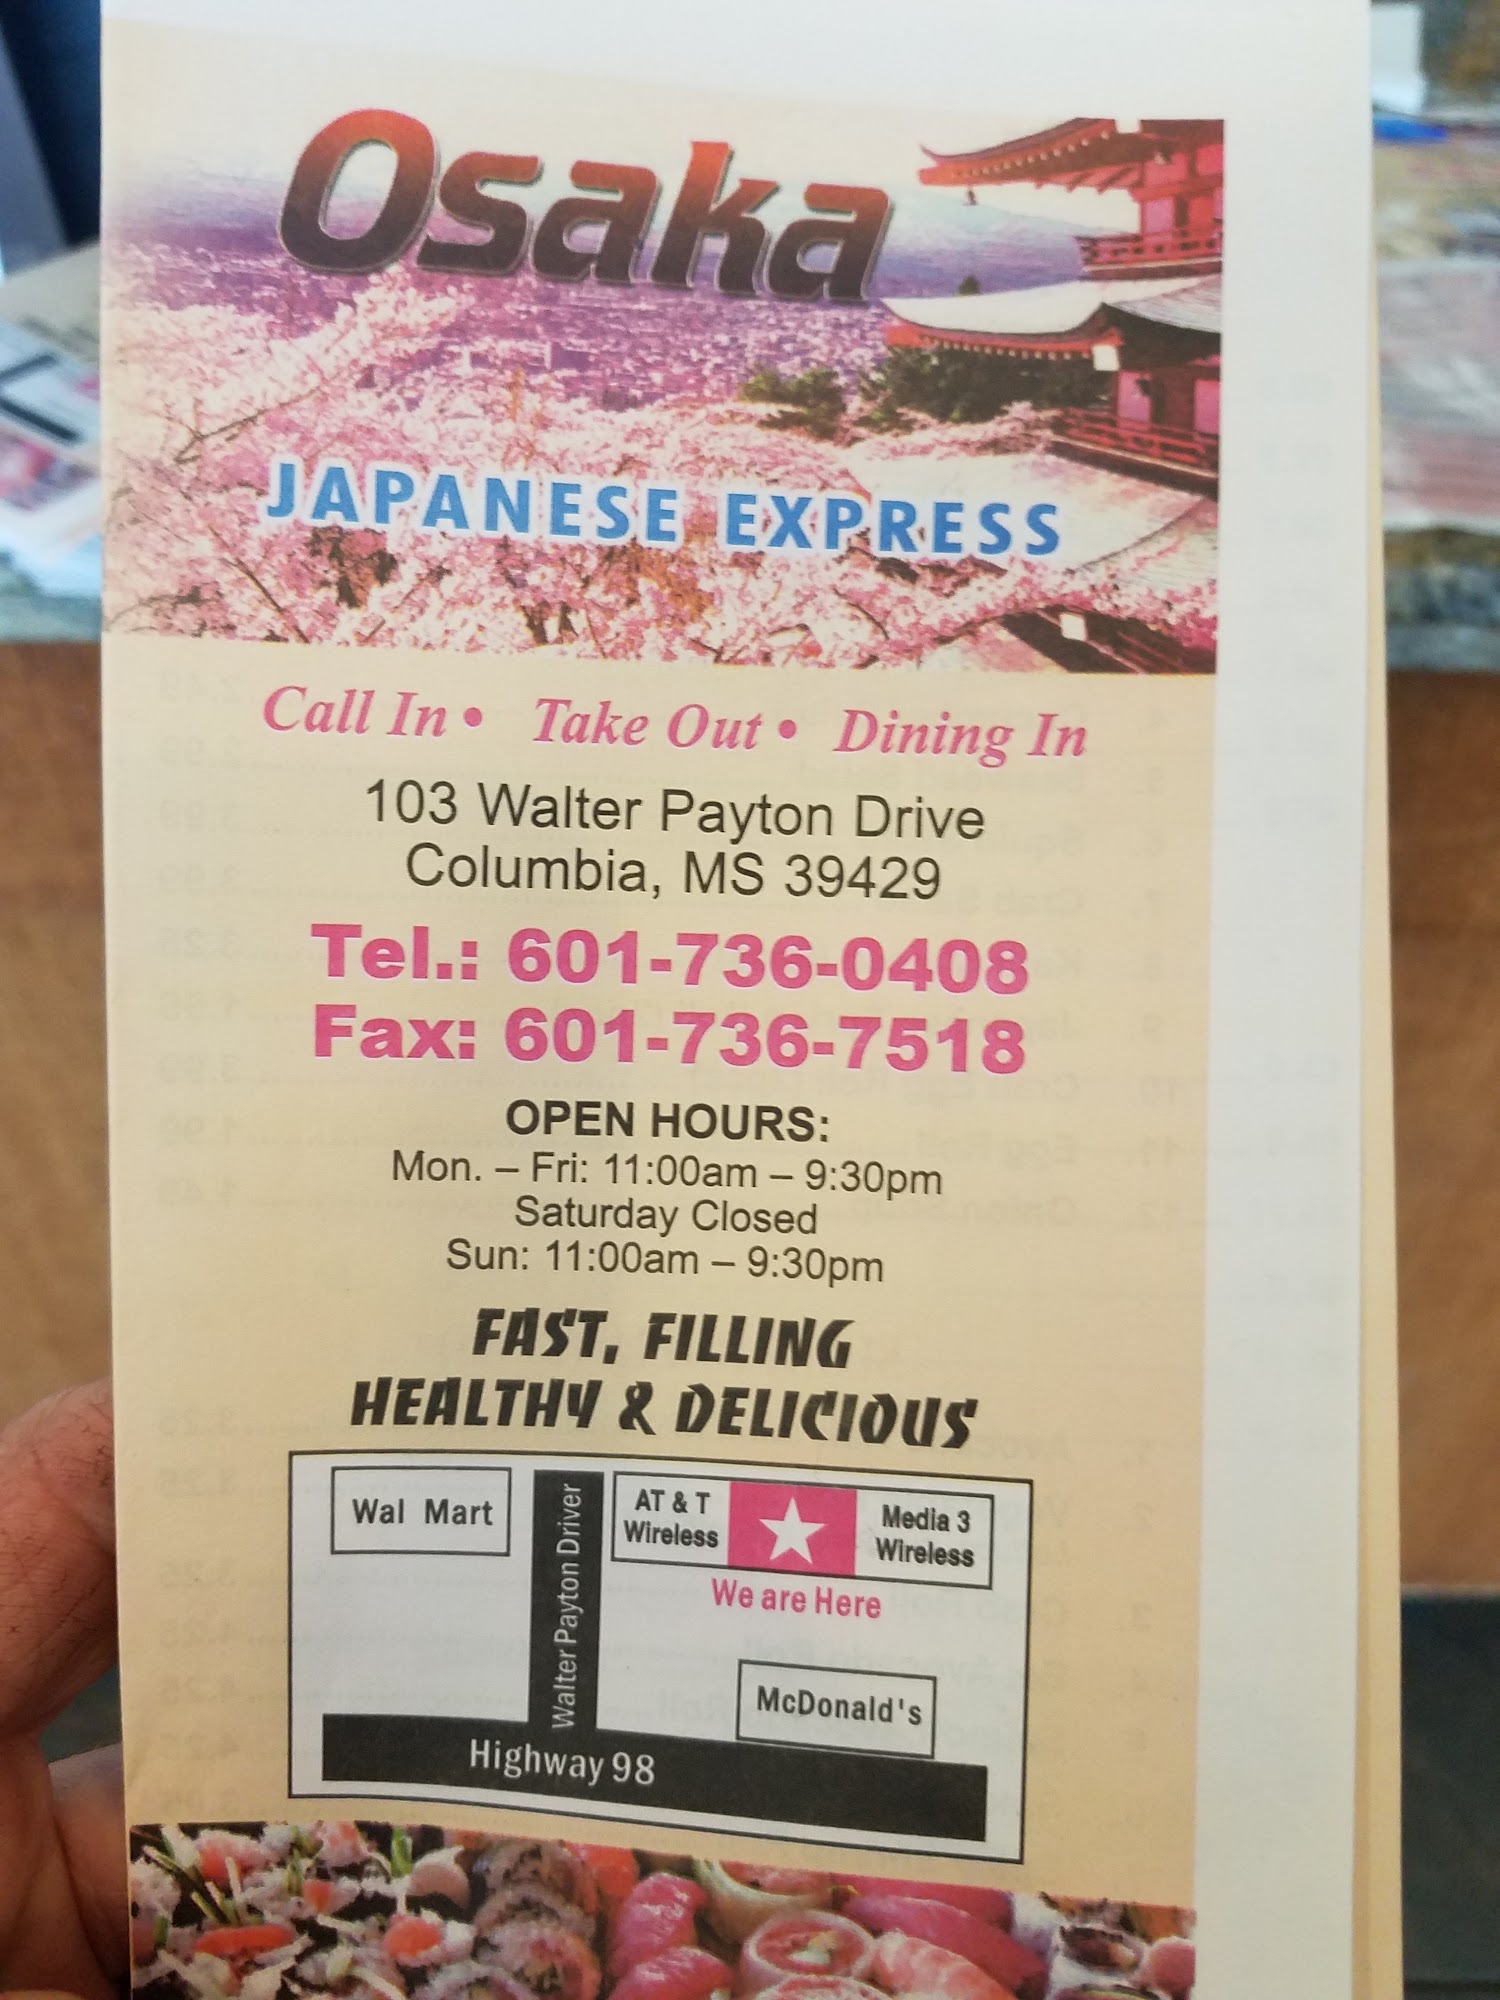 Osaka
JAPANESE EXPRESS
Call In • Take Out • Dining In
103 Walter Payton Drive
Columbia, MS 39429
Tel.: 601-736-0408
Fax: 601-736-7518
OPEN HOURS:
Mon. – Fri: 11:00am – 9:30pm
Saturday Closed
Sun: 11:00am – 9:30pm
FAST, FILLING
HEALTHY & DELICIOUS
Wal Mart
Walter Payton Driver
AT & T
Wireless
Media 3
Wireless
We are Here
McDonald's
Highway 98